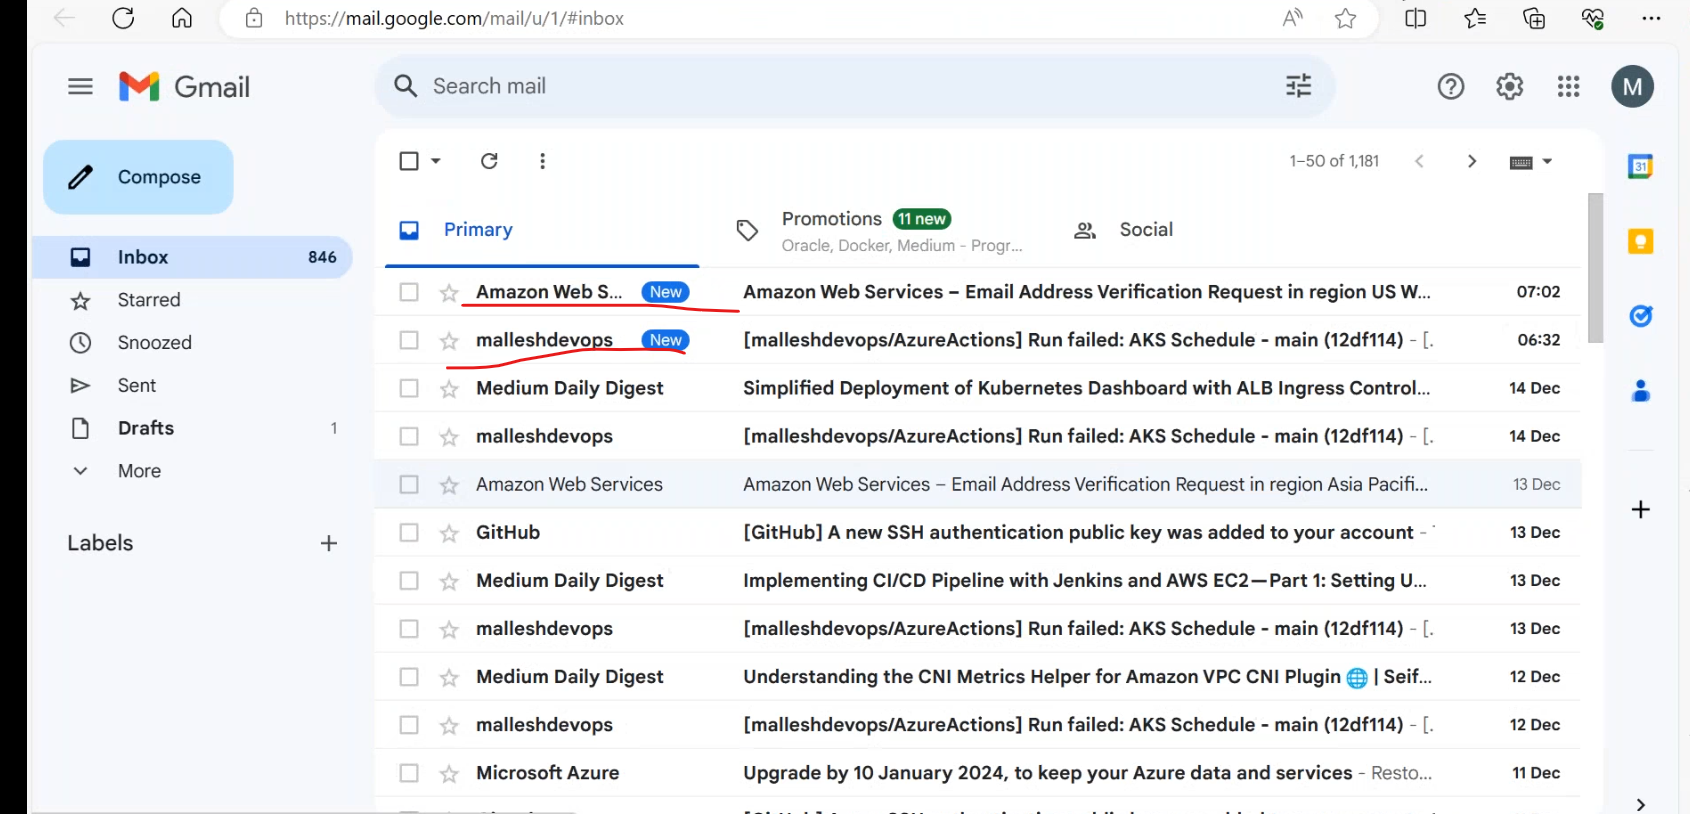 https://mail.google.com/mail/u/1/#inbox
Gmail
Search mail
M
Compose
1–50 of 1,181
31
Primary
Promotions 11 new
Oracle, Docker, Medium - Progr...
Social
Inbox 846
Starred
Snoozed
Sent
Drafts 1
More
Labels
Amazon Web S... New Amazon Web Services – Email Address Verification Request in region US W... 07:02
malleshdevops New [malleshdevops/AzureActions] Run failed: AKS Schedule - main (12df114) - [. 06:32
Medium Daily Digest Simplified Deployment of Kubernetes Dashboard with ALB Ingress Control... 14 Dec
malleshdevops [malleshdevops/AzureActions] Run failed: AKS Schedule - main (12df114) - [. 14 Dec
Amazon Web Services Amazon Web Services – Email Address Verification Request in region Asia Pacifi... 13 Dec
GitHub [GitHub] A new SSH authentication public key was added to your account - 13 Dec
Medium Daily Digest Implementing CI/CD Pipeline with Jenkins and AWS EC2—Part 1: Setting U... 13 Dec
malleshdevops [malleshdevops/AzureActions] Run failed: AKS Schedule - main (12df114) - [. 13 Dec
Medium Daily Digest Understanding the CNI Metrics Helper for Amazon VPC CNI Plugin 🌐 | Seif... 12 Dec
malleshdevops [malleshdevops/AzureActions] Run failed: AKS Schedule - main (12df114) - [. 12 Dec
Microsoft Azure Upgrade by 10 January 2024, to keep your Azure data and services - Resto... 11 Dec